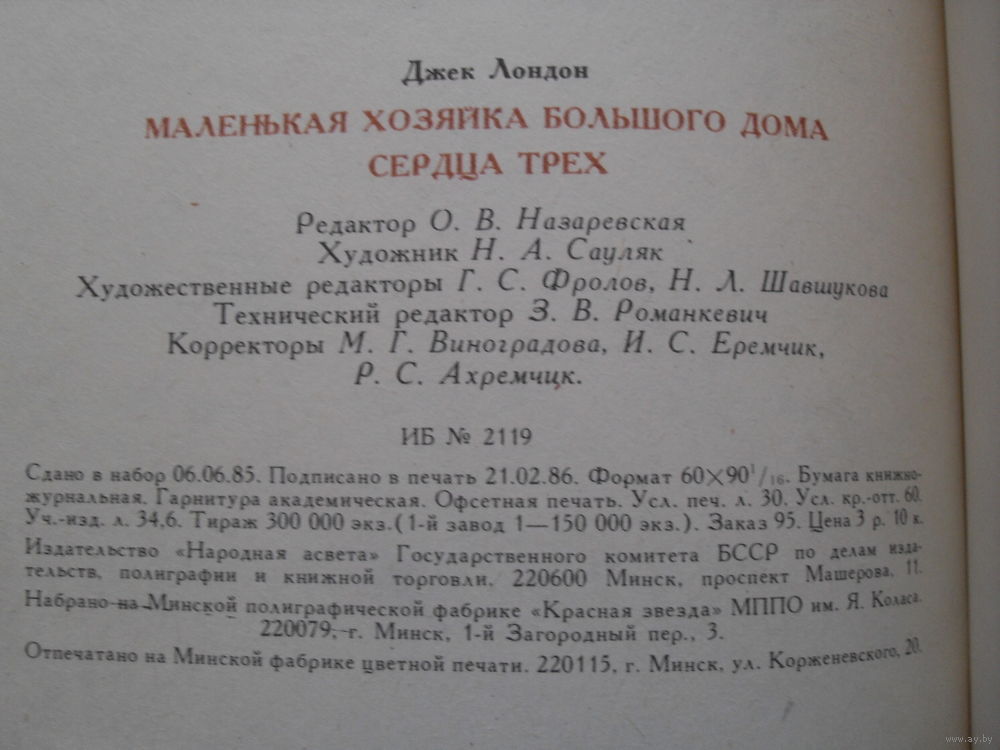 Джек Лондон
МАЛЕНЬКАЯ ХОЗЯЙКА БОЛЬШОГО ДОМА
СЕРДЦА ТРЕХ
Редактор О. В. Назаревская
Художник Н. А. Сауляк
Художественные редакторы Г. С. Фролов, Н. Л. Шавшукова
Технический редактор З. В. Романкевич
Корректоры М. Г. Виноградова, И. С. Еремчик,
Р. С. Ахремчик.
ИБ № 2119
Сдано в набор 06.06.85. Подписано в печать 21.02.86. Формат 60×90¹/₁₆. Бумага книжно-
журнальная. Гарнитура академическая. Офсетная печать. Усл. печ. л. 30. Усл. кр.-отт. 60.
Уч.-изд. л. 34,6. Тираж 300 000 экз. (1-й завод 1—150 000 экз.). Заказ 95. Цена 3 р. 10 к.
Издательство «Народная асвета» Государственного комитета БССР по делам изда-
тельств, полиграфии и книжной торговли. 220600 Минск, проспект Машерова, 11.
Набрано на Минской полиграфической фабрике «Красная звезда» МППО им. Я. Коласа.
220079, г. Минск, 1-й Загородный пер., 3.
Отпечатано на Минской фабрике цветной печати. 220115, г. Минск, ул. Корженевского, 20.
www.ay.by